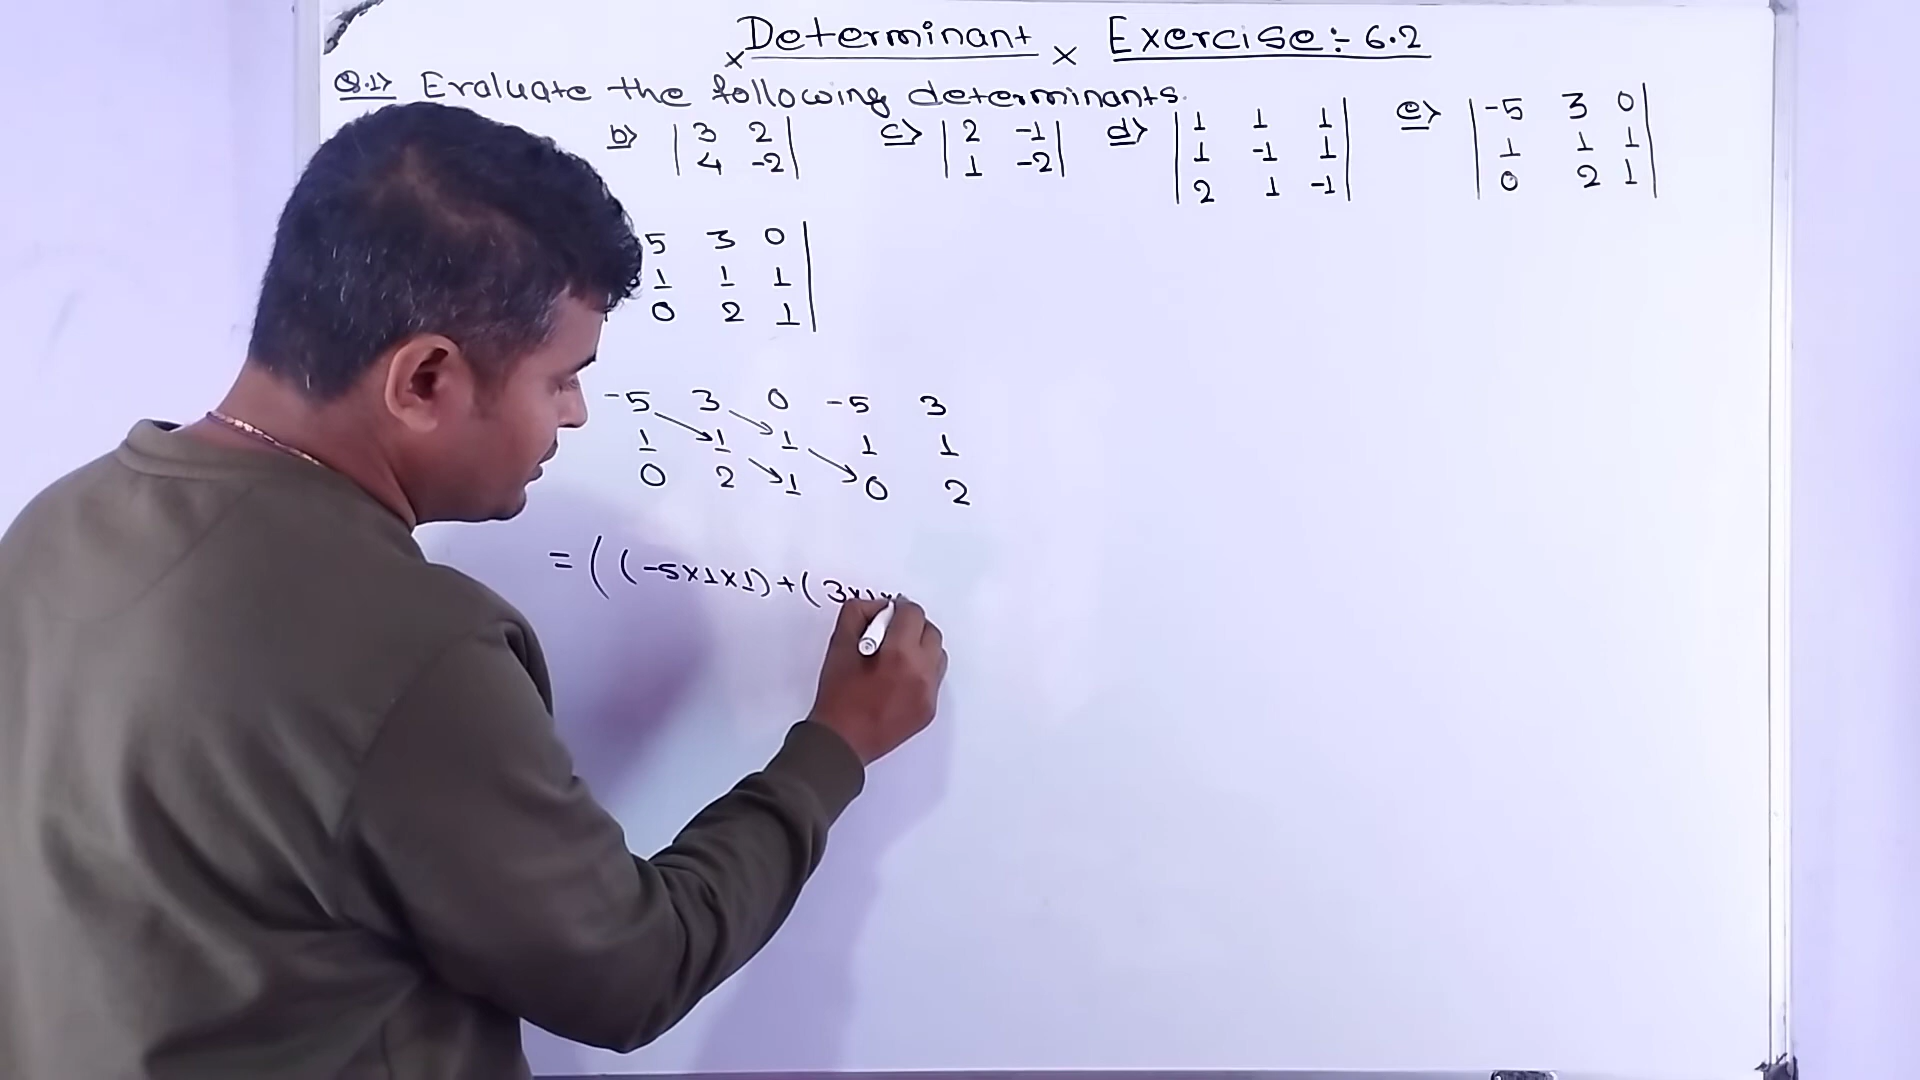 × Determinant × Exercise:- 6.2
Q.1> Evaluate the following determinants.
b> | 3 2 | c> | 2 -1 | d> | 1 1 1 | e> | -5 3 0 |
| 4 -2 | | 1 -2 | | 1 -1 1 | | 1 1 1 |
| 2 1 -1 | | 0 2 1 |
5 3 0 |
1 1 1 |
0 2 1 |
-5 3 0 -5 3
1 1 1 1 1
0 2 1 0 2
= ( (-5×1×1) + ( 3×1×